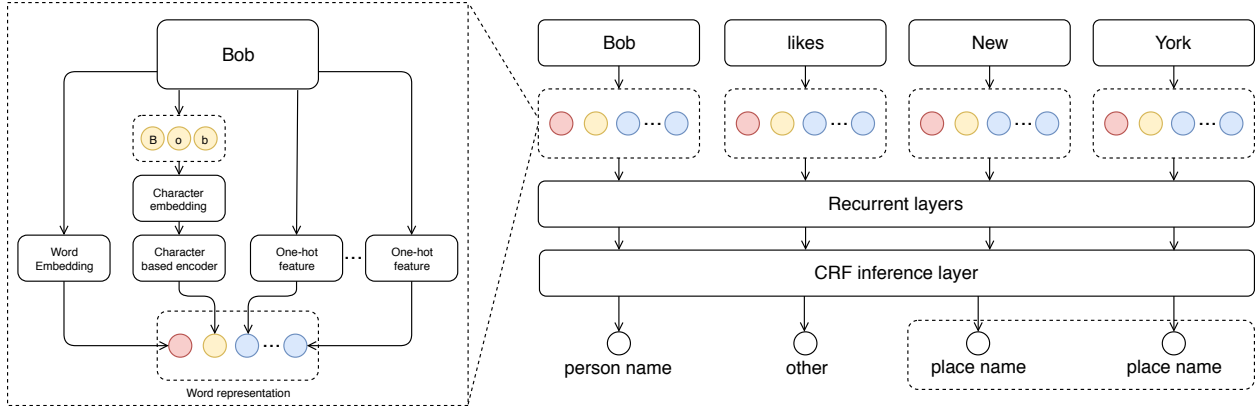 Bob
B o b
Character
embedding
Word
Embedding
Character
based encoder
One-hot
feature
...
One-hot
feature
...
Word representation
Bob likes New York
... ... ... ...
Recurrent layers
CRF inference layer
person name other place name place name